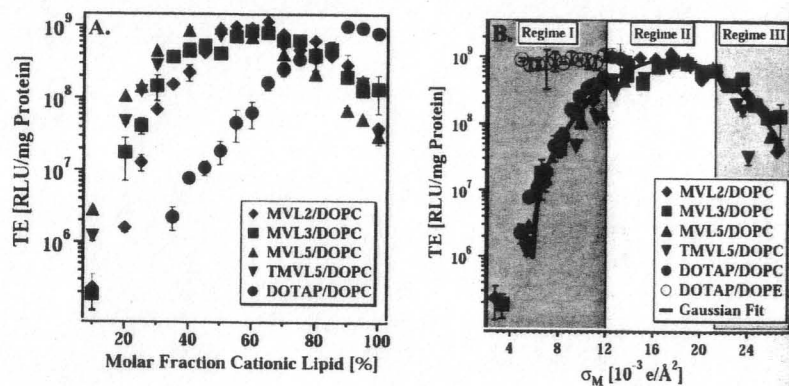 A.
TE [RLU/mg Protein]
10⁹
10⁸
10⁷
10⁶
MVL2/DOPC
MVL3/DOPC
MVL5/DOPC
TMVL5/DOPC
DOTAP/DOPC
20 40 60 80 100
Molar Fraction Cationic Lipid [%]
B.
Regime I
Regime II
Regime III
TE [RLU/mg Protein]
10⁹
10⁸
10⁷
10⁶
MVL2/DOPC
MVL3/DOPC
MVL5/DOPC
TMVL5/DOPC
DOTAP/DOPC
DOTAP/DOPE
Gaussian Fit
4 8 12 16 20 24
σM [10⁻³ e/Å²]